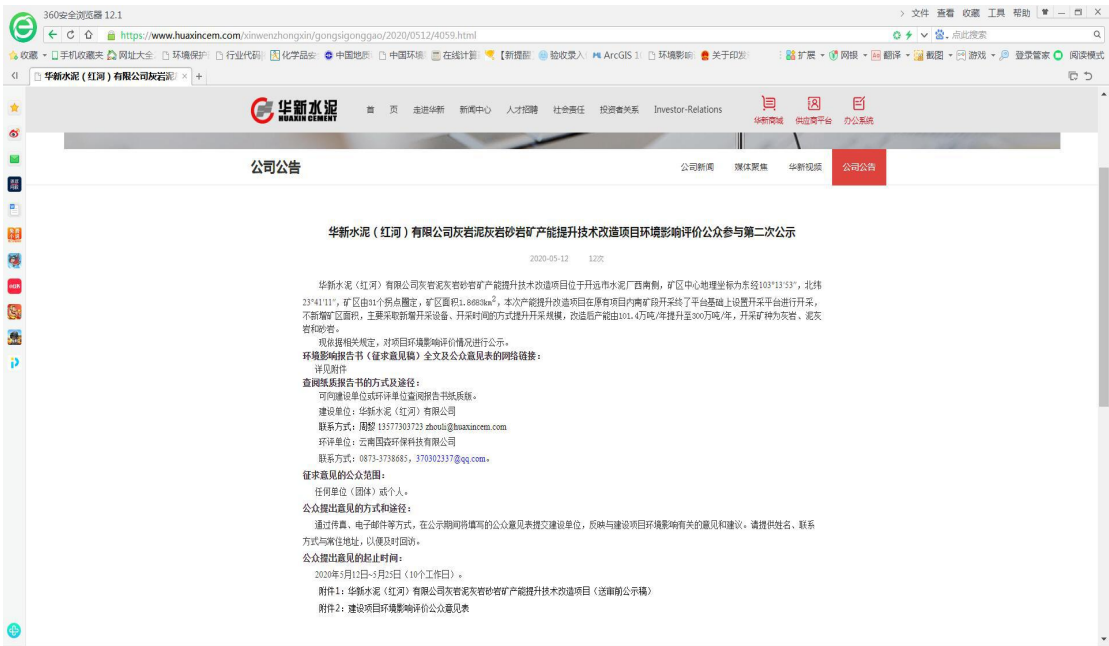 360安全浏览器 12.1
文件 查看 收藏 工具 帮助
https://www.huaxincem.com/xinwenzhongxin/gongsigonggao/2020/0512/4059.html
点此搜索
收藏 手机收藏夹 网址大全 环境保护 行业代码 化学品安 中国地质 中国环境 在线计算 【新提醒 验收录入 ArcGIS 1 环境影响 关于印发 扩展 网银 翻译 截图 游戏 登录管家 阅读模式
华新水泥（红河）有限公司灰岩泥
华新水泥
HUAXIN CEMENT
首 页 走进华新 新闻中心 人才招聘 社会责任 投资者关系 Investor-Relations
华新商城 供应商平台 办公系统
公司公告
公司新闻 媒体聚焦 华新视频 公司公告
华新水泥（红河）有限公司灰岩泥灰岩砂岩矿产能提升技术改造项目环境影响评价公众参与第二次公示
2020-05-12 12次
华新水泥（红河）有限公司灰岩泥灰岩砂岩矿产能提升技术改造项目位于开远市水泥厂西南侧，矿区中心地理坐标为东经103°13'53"，北纬
23°41'11"，矿区由31个拐点圈定，矿区面积1.8683km²，本次产能提升改造项目在原有项目内南矿段开采终了平台基础上设置开采平台进行开采，
不新增矿区面积，主要采取新增开采设备、开采时间的方式提升开采规模，改造后产能由101.4万吨/年提升至300万吨/年，开采矿种为灰岩、泥灰
岩和砂岩。
现依据相关规定，对项目环境影响评价情况进行公示。
环境影响报告书（征求意见稿）全文及公众意见表的网络链接：
详见附件
查阅纸质报告书的方式及途径：
可向建设单位或环评单位查阅报告书纸质版。
建设单位：华新水泥（红河）有限公司
联系方式：周黎 13577303723 zhouli@huaxincem.com
环评单位：云南国森环保科技有限公司
联系方式：0873-3738685，370302337@qq.com。
征求意见的公众范围：
任何单位（团体）或个人。
公众提出意见的方式和途径：
通过传真、电子邮件等方式，在公示期间将填写的公众意见表提交建设单位，反映与建设项目环境影响有关的意见和建议。请提供姓名、联系
方式与常住地址，以便及时回访。
公众提出意见的起止时间：
2020年5月12日~5月25日（10个工作日）。
附件1：华新水泥（红河）有限公司灰岩泥灰岩砂岩矿产能提升技术改造项目（送审前公示稿）
附件2：建设项目环境影响评价公众意见表